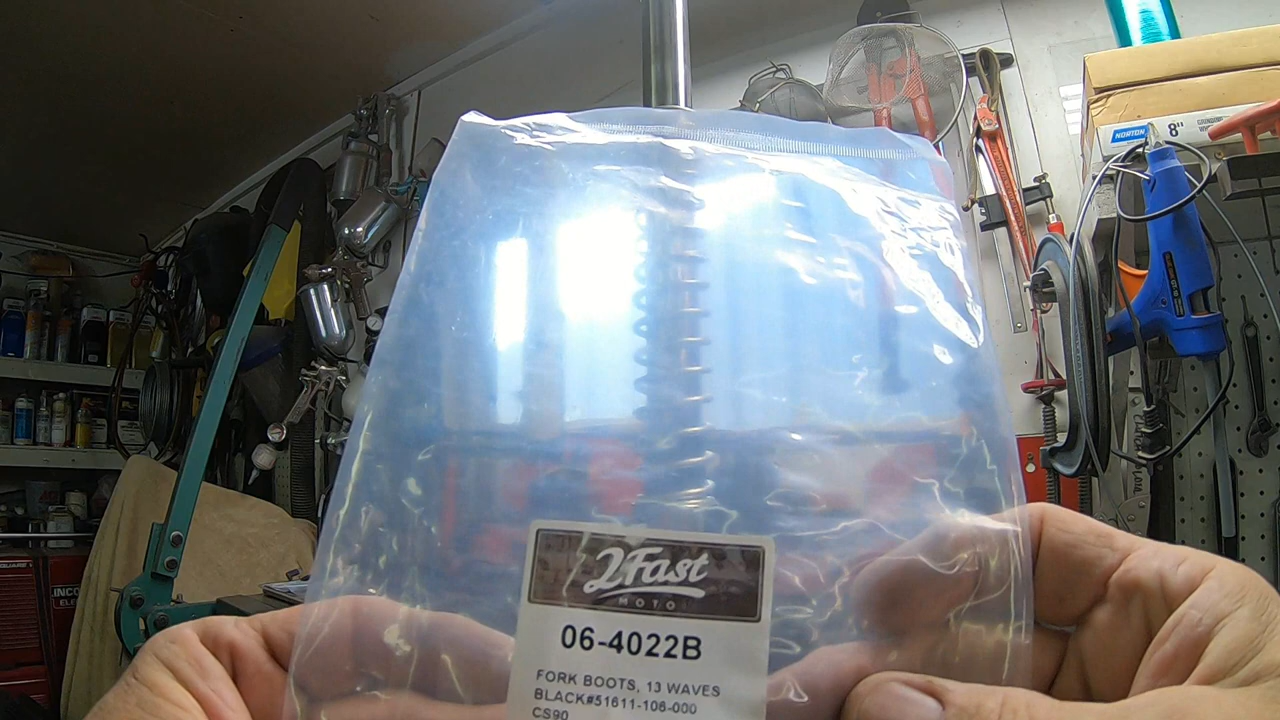 NORTON 8"
2Fast
MOTO
06-4022B
FORK BOOTS, 13 WAVES
BLACK#51611-106-000
CS90